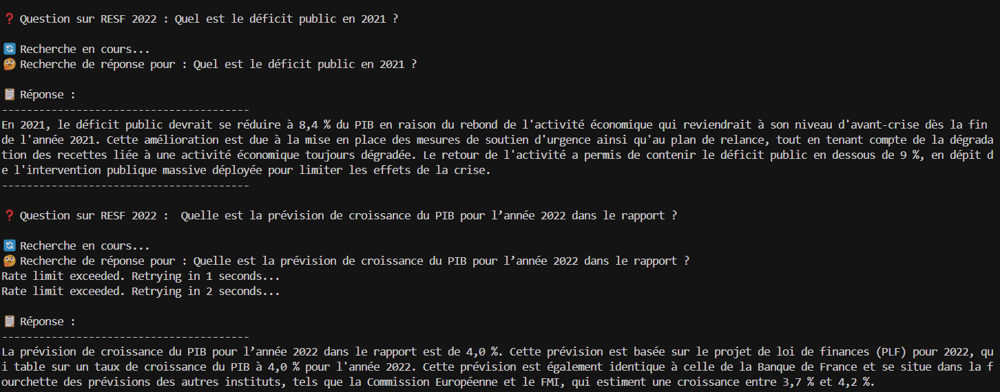 ❓ Question sur RESF 2022 : Quel est le déficit public en 2021 ?
🔄 Recherche en cours...
🤔 Recherche de réponse pour : Quel est le déficit public en 2021 ?
📋 Réponse :
----------------------------------------
En 2021, le déficit public devrait se réduire à 8,4 % du PIB en raison du rebond de l'activité économique qui reviendrait à son niveau d'avant-crise dès la fin
de l'année 2021. Cette amélioration est due à la mise en place des mesures de soutien d'urgence ainsi qu'au plan de relance, tout en tenant compte de la dégrada
tion des recettes liée à une activité économique toujours dégradée. Le retour de l'activité a permis de contenir le déficit public en dessous de 9 %, en dépit d
e l'intervention publique massive déployée pour limiter les effets de la crise.
----------------------------------------
❓ Question sur RESF 2022 :  Quelle est la prévision de croissance du PIB pour l’année 2022 dans le rapport ?
🔄 Recherche en cours...
🤔 Recherche de réponse pour : Quelle est la prévision de croissance du PIB pour l’année 2022 dans le rapport ?
Rate limit exceeded. Retrying in 1 seconds...
Rate limit exceeded. Retrying in 2 seconds...
📋 Réponse :
----------------------------------------
La prévision de croissance du PIB pour l’année 2022 dans le rapport est de 4,0 %. Cette prévision est basée sur le projet de loi de finances (PLF) pour 2022, qu
i table sur un taux de croissance du PIB à 4,0 % pour l'année 2022. Cette prévision est également identique à celle de la Banque de France et se situe dans la f
ourchette des prévisions des autres instituts, tels que la Commission Européenne et le FMI, qui estiment une croissance entre 3,7 % et 4,2 %.